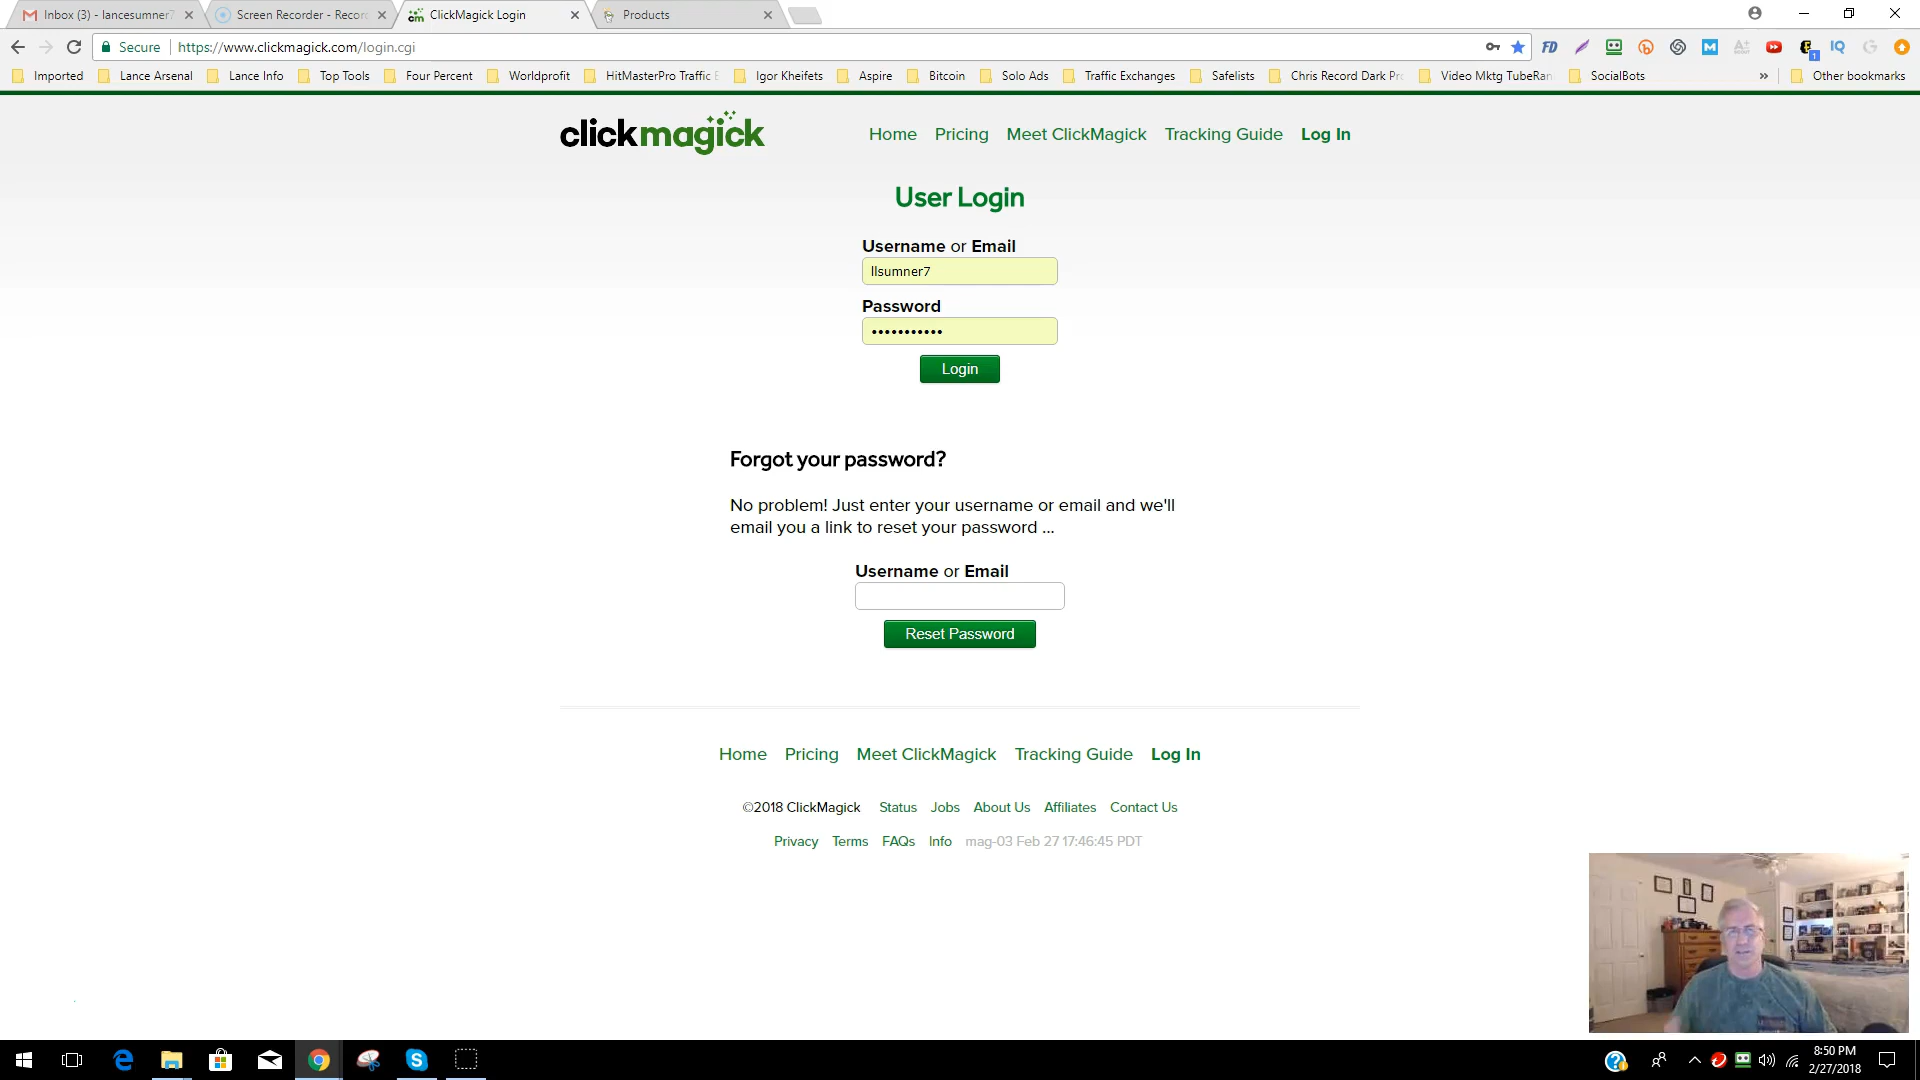 Inbox (3) - lancesumner7
Screen Recorder - Recor
ClickMagick Login
Products
Secure
https://www.clickmagick.com/login.cgi
Imported
Lance Arsenal
Lance Info
Top Tools
Four Percent
Worldprofit
HitMasterPro Traffic E
Igor Kheifets
Aspire
Bitcoin
Solo Ads
Traffic Exchanges
Safelists
Chris Record Dark Pro
Video Mktg TubeRan
SocialBots
»
Other bookmarks
clickmagick
Home Pricing Meet ClickMagick Tracking Guide Log In
User Login
Username or Email
llsumner7
Password
•••••••••••
Login
Forgot your password?
No problem! Just enter your username or email and we'll
email you a link to reset your password ...
Username or Email
Reset Password
Home Pricing Meet ClickMagick Tracking Guide Log In
©2018 ClickMagick Status Jobs About Us Affiliates Contact Us
Privacy Terms FAQs Info mag-03 Feb 27 17:46:45 PDT
8:50 PM
2/27/2018